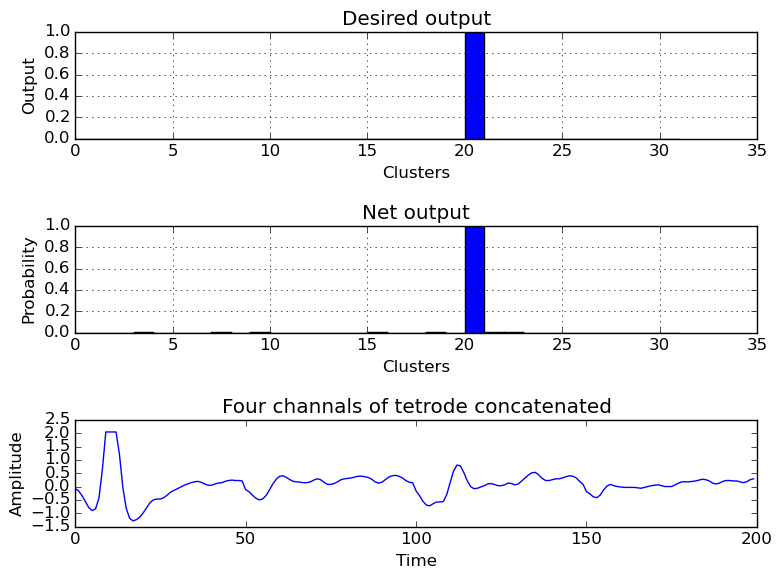 Desired output
1.0
0.8
0.6
0.4
0.2
0.0
Output
0 5 10 15 20 25 30 35
Clusters
Net output
1.0
0.8
0.6
0.4
0.2
0.0
Probability
0 5 10 15 20 25 30 35
Clusters
Four channals of tetrode concatenated
2.5
2.0
1.5
1.0
0.5
0.0
−0.5
−1.0
−1.5
Amplitude
0 50 100 150 200
Time